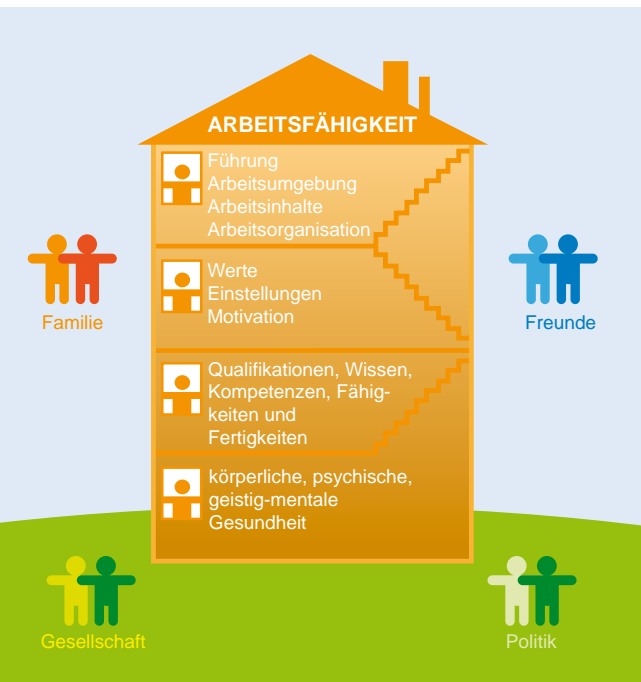 ARBEITSFÄHIGKEIT
Führung
Arbeitsumgebung
Arbeitsinhalte
Arbeitsorganisation
Werte
Einstellungen
Motivation
Familie
Freunde
Qualifikationen, Wissen,
Kompetenzen, Fähig-
keiten und
Fertigkeiten
körperliche, psychische,
geistig-mentale
Gesundheit
Gesellschaft
Politik